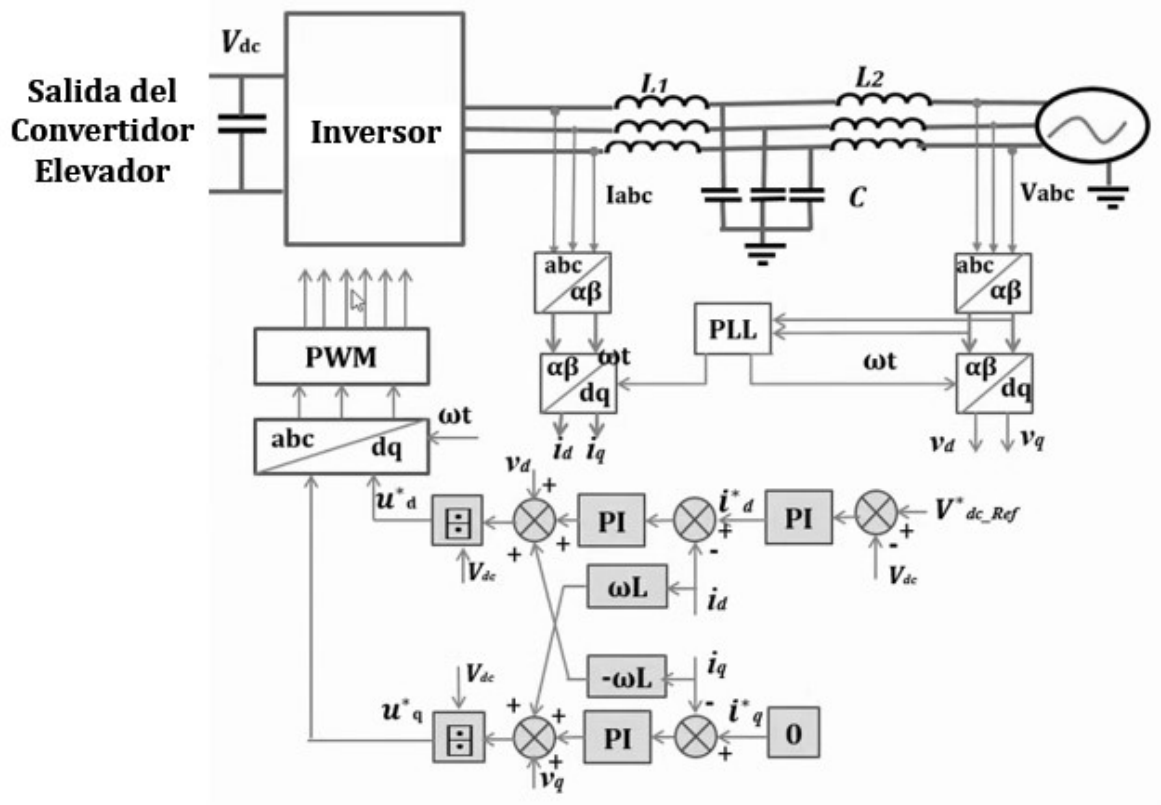 Vdc
Salida del
Convertidor
Elevador
Inversor
L1
L2
Iabc
C
Vabc
abc
αβ
abc
αβ
PLL
αβ
dq
ωt
ωt
αβ
dq
id iq
vd vq
PWM
abc
dq
ωt
vd
+
u*d
PI
i*d
PI
V*dc_Ref
+
+
+
-
+
-
Vdc
Vdc
ωL
id
-ωL
iq
Vdc
u*q
+
+
PI
-
i*q
0
+
+
vq